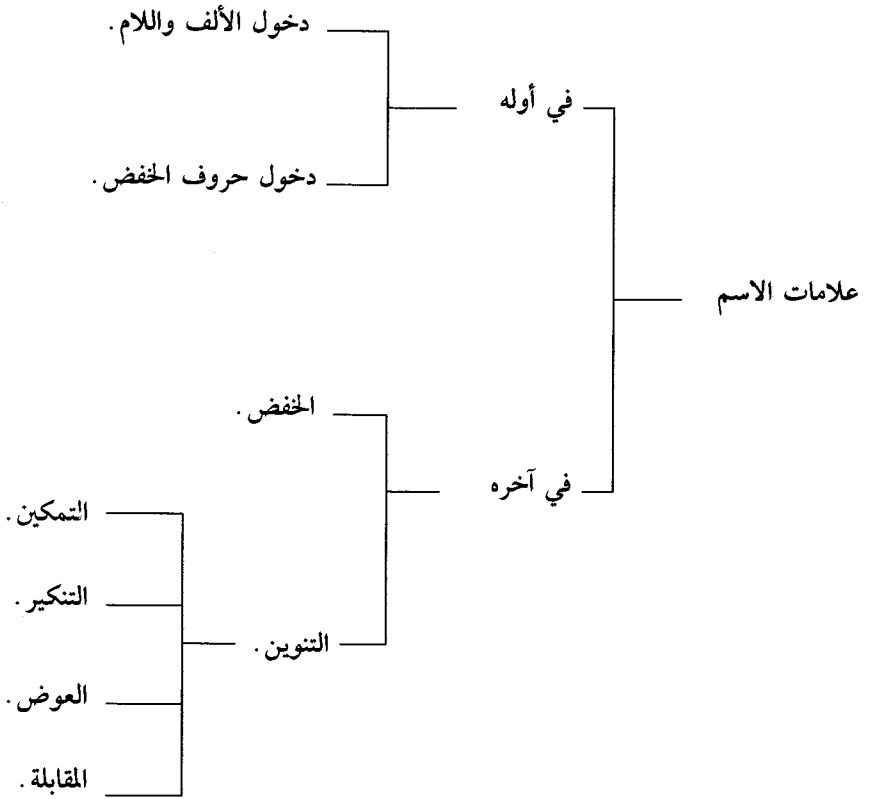 علامات الاسم
في أوله
دخول الألف واللام.
دخول حروف الخفض.
في آخره
الخفض.
التنوين.
التمكين.
التنكير.
العوض.
المقابلة.